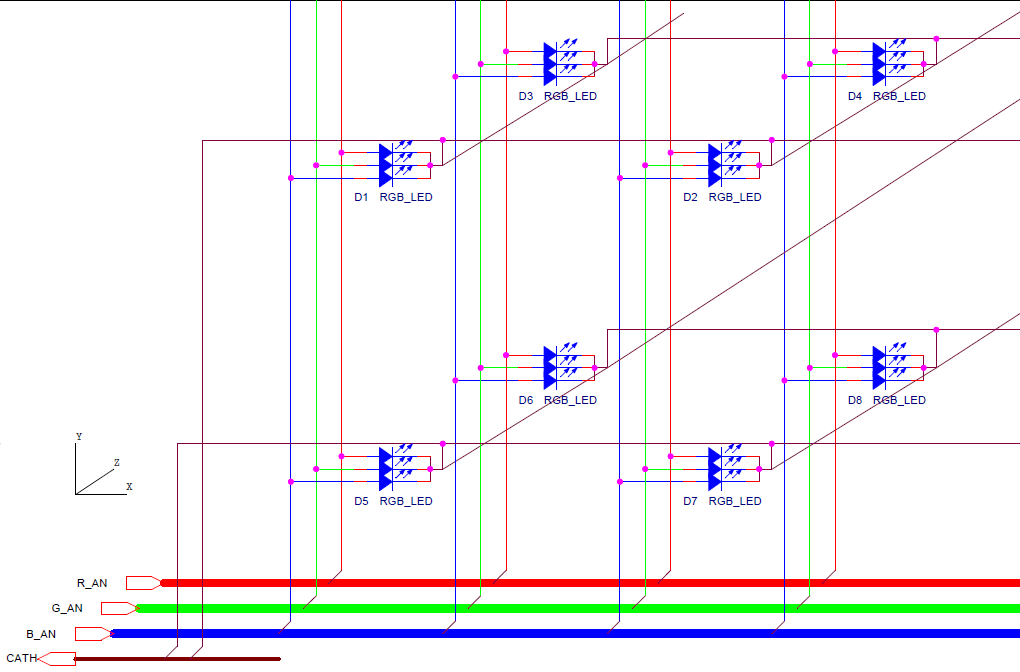 D3 RGB_LED
D4 RGB_LED
D1 RGB_LED
D2 RGB_LED
D6 RGB_LED
D8 RGB_LED
Y
Z
X
D5 RGB_LED
D7 RGB_LED
R_AN
G_AN
B_AN
CATH